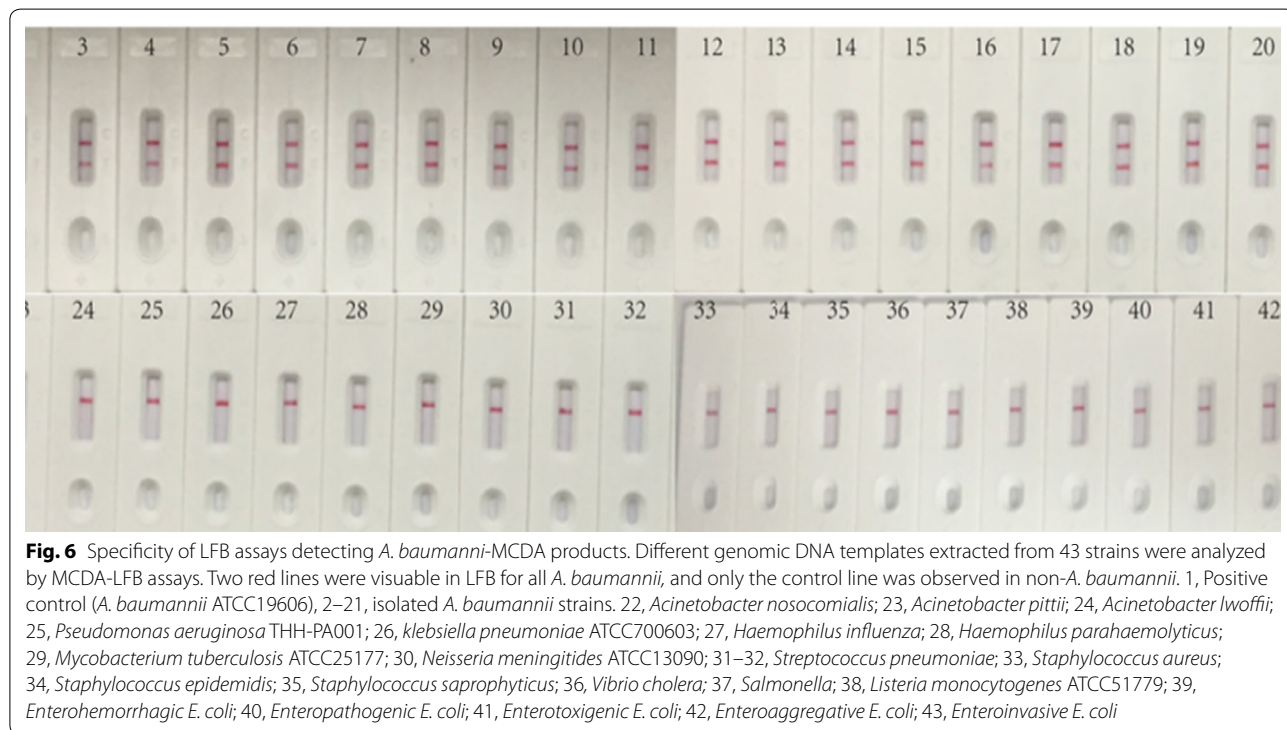 3 4 5 6 7 8 9 10 11 12 13 14 15 16 17 18 19 20
24 25 26 27 28 29 30 31 32 33 34 35 36 37 38 39 40 41 42
Fig. 6 Specificity of LFB assays detecting A. baumanni-MCDA products. Different genomic DNA templates extracted from 43 strains were analyzed
by MCDA-LFB assays. Two red lines were visuable in LFB for all A. baumannii, and only the control line was observed in non-A. baumannii. 1, Positive
control (A. baumannii ATCC19606), 2–21, isolated A. baumannii strains. 22, Acinetobacter nosocomialis; 23, Acinetobacter pittii; 24, Acinetobacter lwoffii;
25, Pseudomonas aeruginosa THH-PA001; 26, klebsiella pneumoniae ATCC700603; 27, Haemophilus influenza; 28, Haemophilus parahaemolyticus;
29, Mycobacterium tuberculosis ATCC25177; 30, Neisseria meningitides ATCC13090; 31–32, Streptococcus pneumoniae; 33, Staphylococcus aureus;
34, Staphylococcus epidemidis; 35, Staphylococcus saprophyticus; 36, Vibrio cholera; 37, Salmonella; 38, Listeria monocytogenes ATCC51779; 39,
Enterohemorrhagic E. coli; 40, Enteropathogenic E. coli; 41, Enterotoxigenic E. coli; 42, Enteroaggregative E. coli; 43, Enteroinvasive E. coli